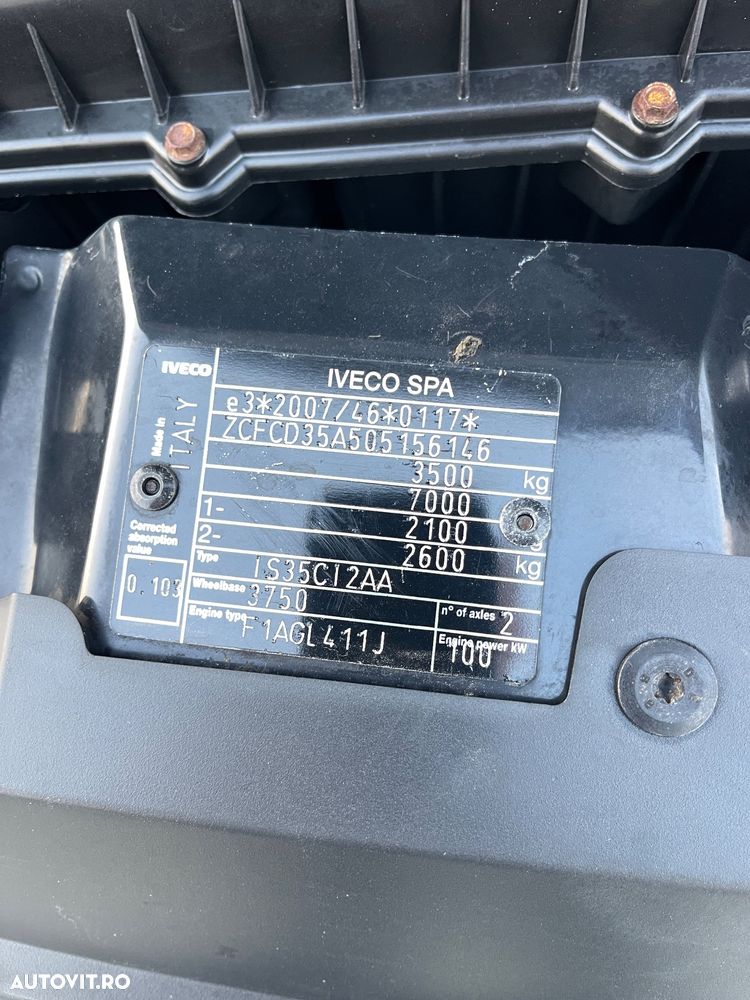 IVECO
IVECO SPA
Made in
ITALY
e3*2007/46*0117*
ZCFCD35A505156146
3500 kg
7000
1- 2100
2- 2600 kg
Corrected
absorption
value
0.103
Type IS35CI2AA
Wheelbase 3750
n° of axles 2
Engine type F1AGL411J
Engine power kW 100
AUTOVIT.RO